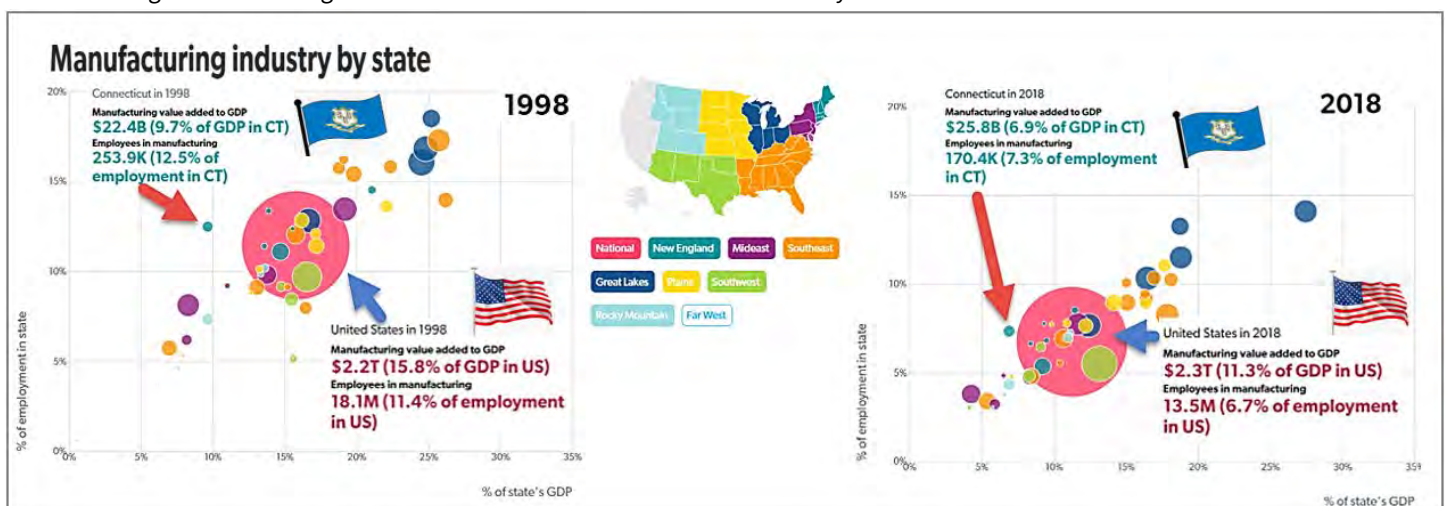 Manufacturing industry by state
20%
Connecticut in 1998
Manufacturing value added to GDP
$22.4B (9.7% of GDP in CT)
Employees in manufacturing
253.9K (12.5% of
employment in CT)
1998
15%
10%
5%
0%
% of employment in state
United States in 1998
Manufacturing value added to GDP
$2.2T (15.8% of GDP in US)
Employees in manufacturing
18.1M (11.4% of employment
in US)
0% 5% 10% 15% 20% 25% 30% 35%
% of state's GDP
National New England Mideast Southeast
Great Lakes Plains Southwest
Rocky Mountain Far West
20%
Connecticut in 2018
Manufacturing value added to GDP
$25.8B (6.9% of GDP in CT)
Employees in manufacturing
170.4K (7.3% of employment
in CT)
2018
15%
10%
5%
0%
% of employment in state
United States in 2018
Manufacturing value added to GDP
$2.3T (11.3% of GDP in US)
Employees in manufacturing
13.5M (6.7% of employment
in US)
0% 5% 10% 15% 20% 25% 30% 35%
% of state's GDP